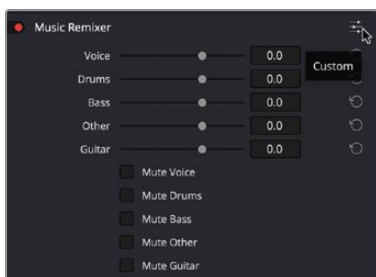 Music Remixer
Voice 0.0
Custom
Drums 0.0
Bass 0.0
Other 0.0
Guitar 0.0
Mute Voice
Mute Drums
Mute Bass
Mute Other
Mute Guitar